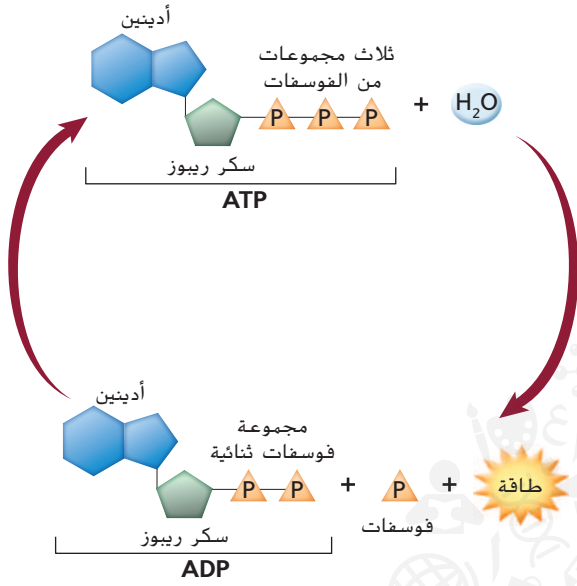 أدينين
ثلاث مجموعات
من الفوسفات
P P P + H₂O
سكر ريبوز
ATP
أدينين
مجموعة
فوسفات ثنائية
P P + P + طاقة
فوسفات
سكر ريبوز
ADP